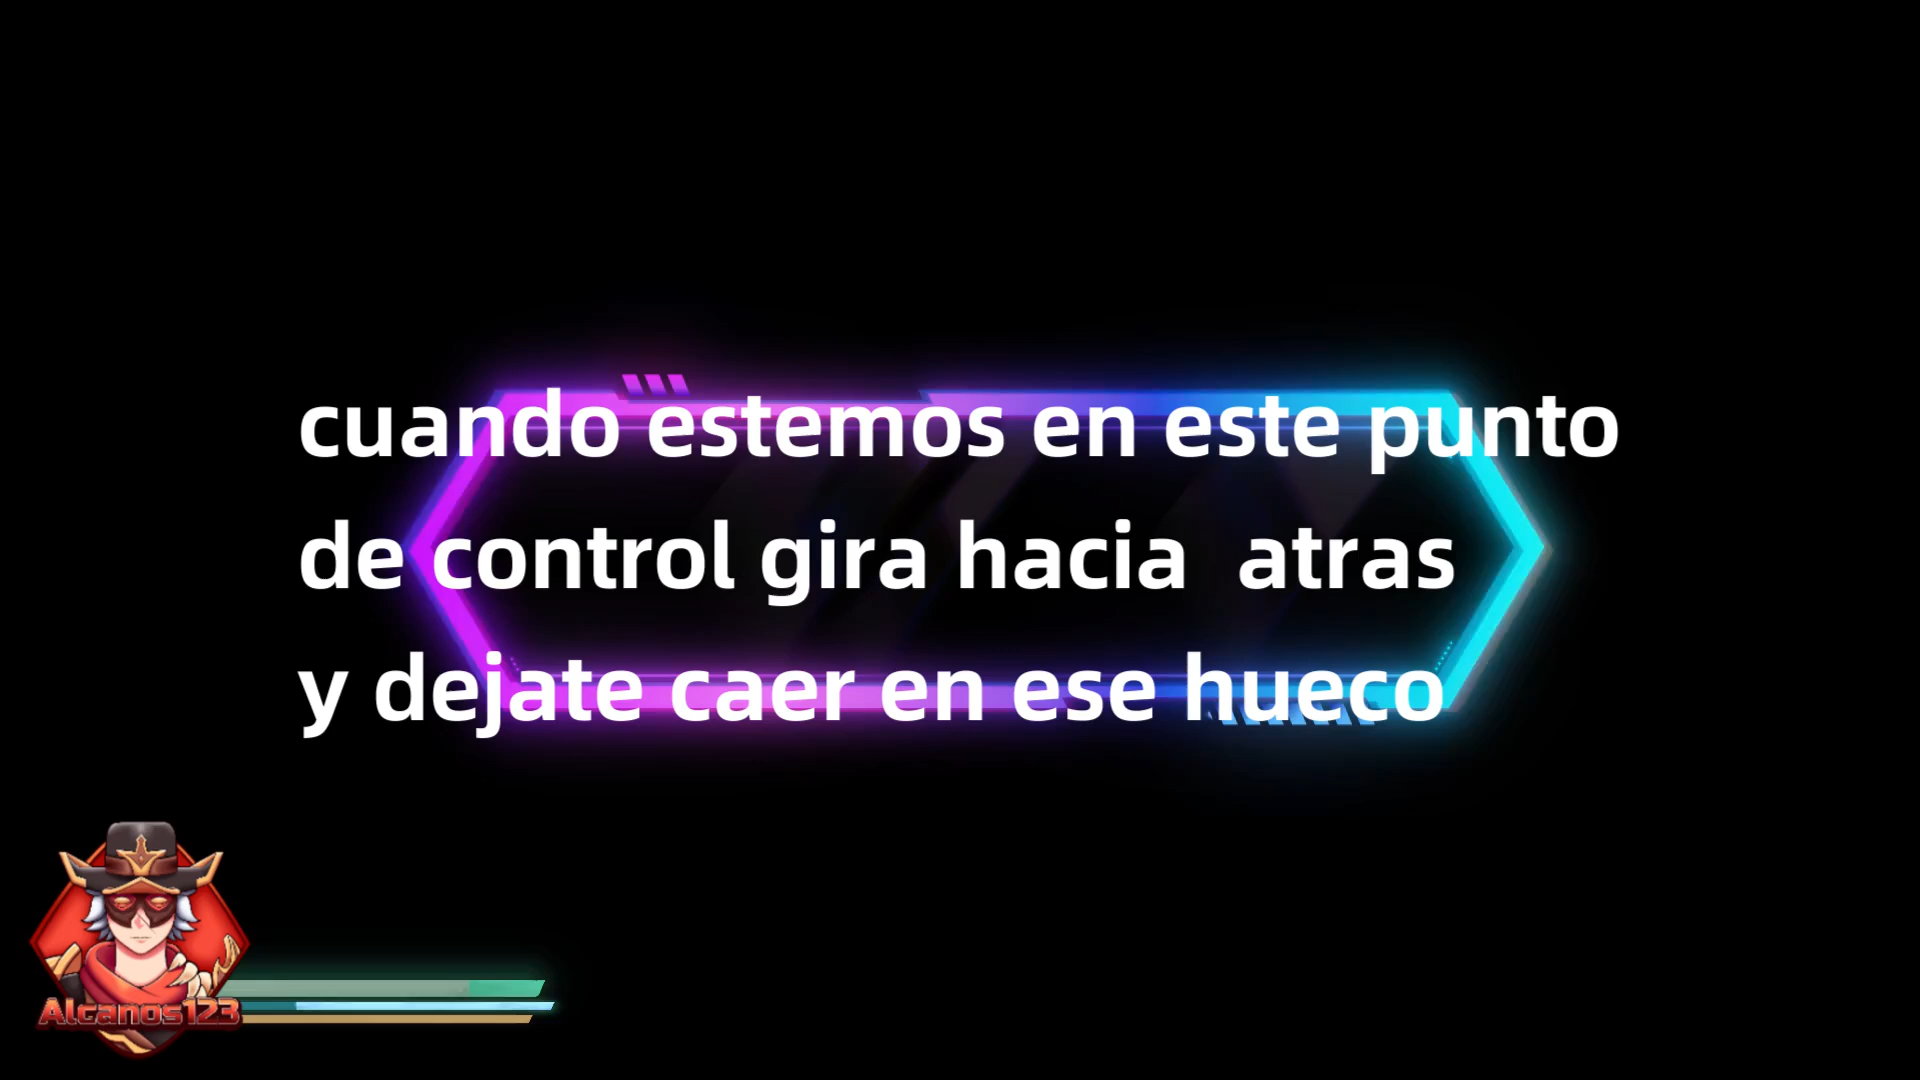 cuando estemos en este punto
de control gira hacia  atras
y dejate caer en ese hueco
Alcanos123